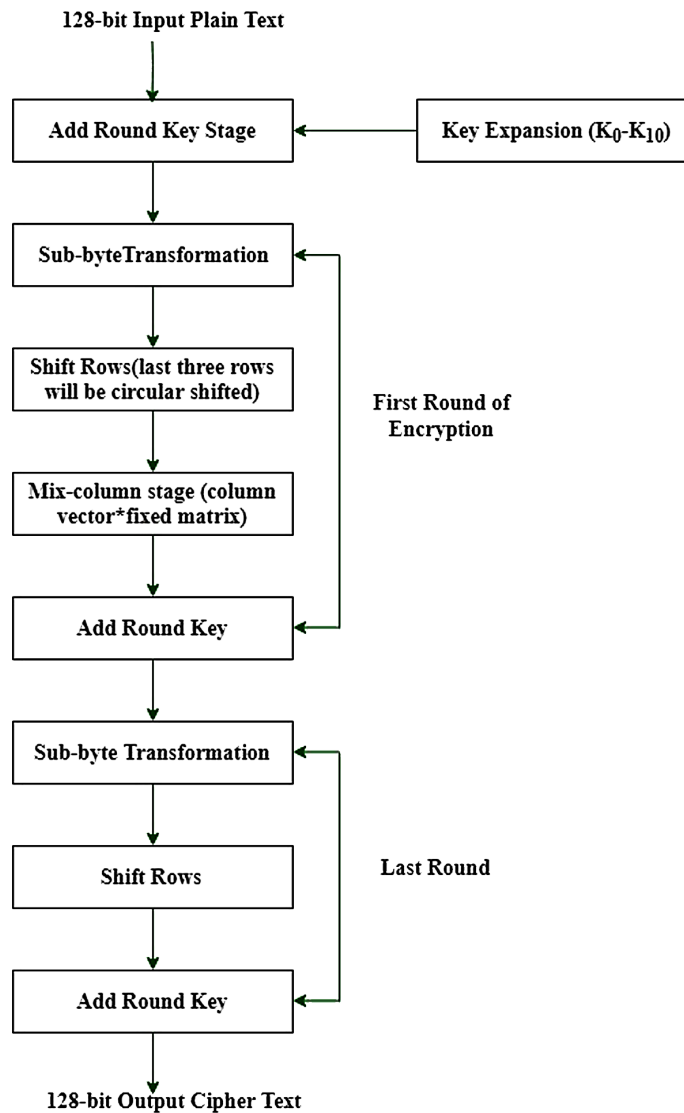 128-bit Input Plain Text
Add Round Key Stage
Key Expansion (K₀-K₁₀)
Sub-byteTransformation
Shift Rows(last three rows
will be circular shifted)
First Round of
Encryption
Mix-column stage (column
vector*fixed matrix)
Add Round Key
Sub-byte Transformation
Shift Rows
Last Round
Add Round Key
128-bit Output Cipher Text